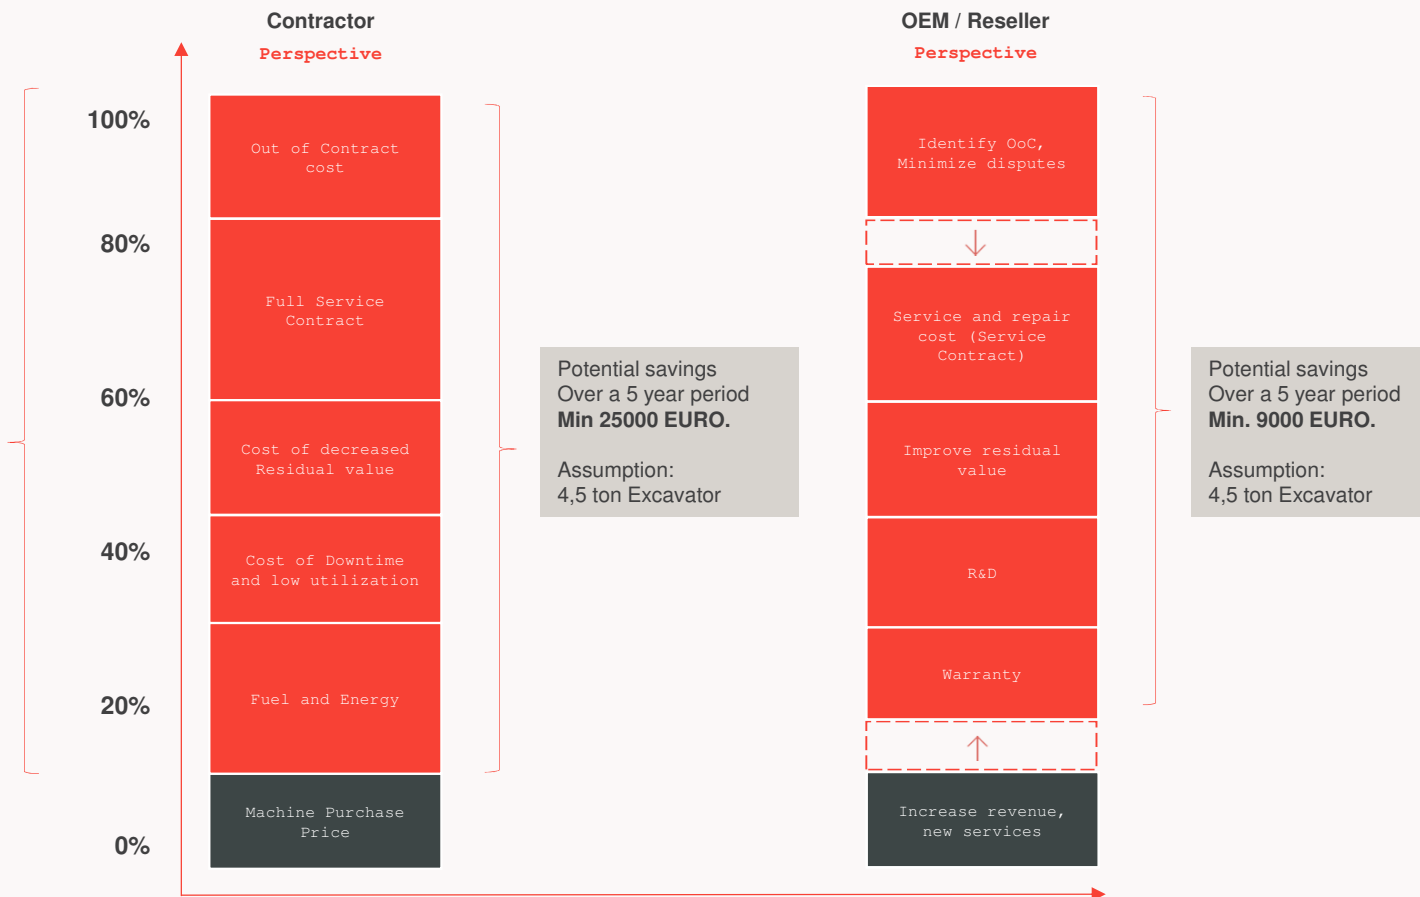 Contractor
Perspective
OEM / Reseller
Perspective
100%
80%
60%
40%
20%
0%
Out of Contract
cost
Full Service
Contract
Cost of decreased
Residual value
Cost of Downtime
and low utilization
Fuel and Energy
Machine Purchase
Price
Potential savings
Over a 5 year period
Min 25000 EURO.
Assumption:
4,5 ton Excavator
Identify OoC,
Minimize disputes
Service and repair
cost (Service
Contract)
Improve residual
value
R&D
Warranty
Increase revenue,
new services
Potential savings
Over a 5 year period
Min. 9000 EURO.
Assumption:
4,5 ton Excavator